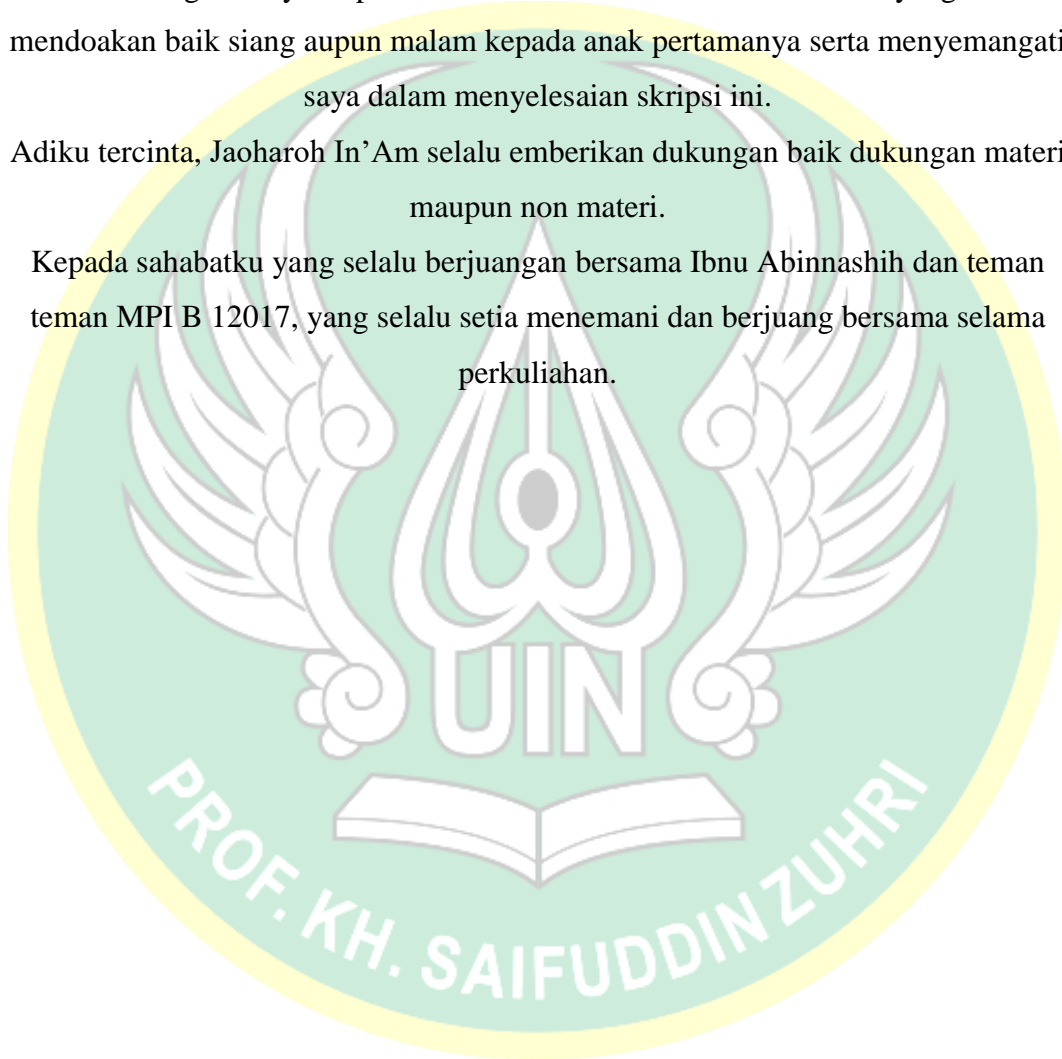 mendoakan baik siang aupun malam kepada anak pertamanya serta menyemangati
saya dalam menyelesaian skripsi ini.
Adiku tercinta, Jaoharoh In’Am selalu emberikan dukungan baik dukungan materi
maupun non materi.
Kepada sahabatku yang selalu berjuangan bersama Ibnu Abinnashih dan teman
teman MPI B 12017, yang selalu setia menemani dan berjuang bersama selama
perkuliahan.
UIN
PROF. KH. SAIFUDDIN ZUHRI